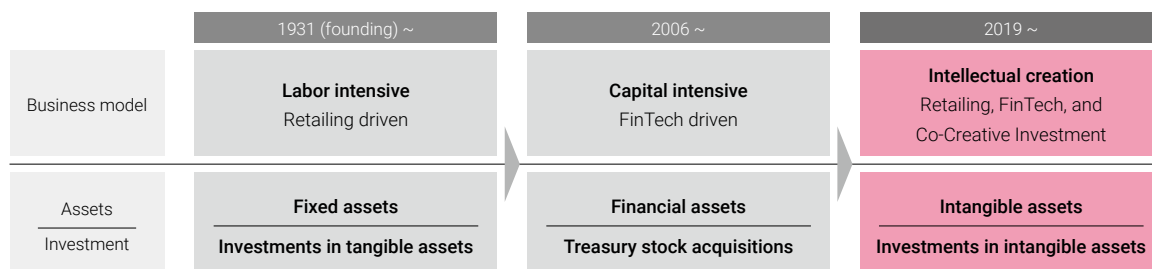 1931 (founding) ~
2006 ~
2019 ~
Business model
Labor intensive
Retailing driven
Capital intensive
FinTech driven
Intellectual creation
Retailing, FinTech, and
Co-Creative Investment
Assets
Investment
Fixed assets
Investments in tangible assets
Financial assets
Treasury stock acquisitions
Intangible assets
Investments in intangible assets